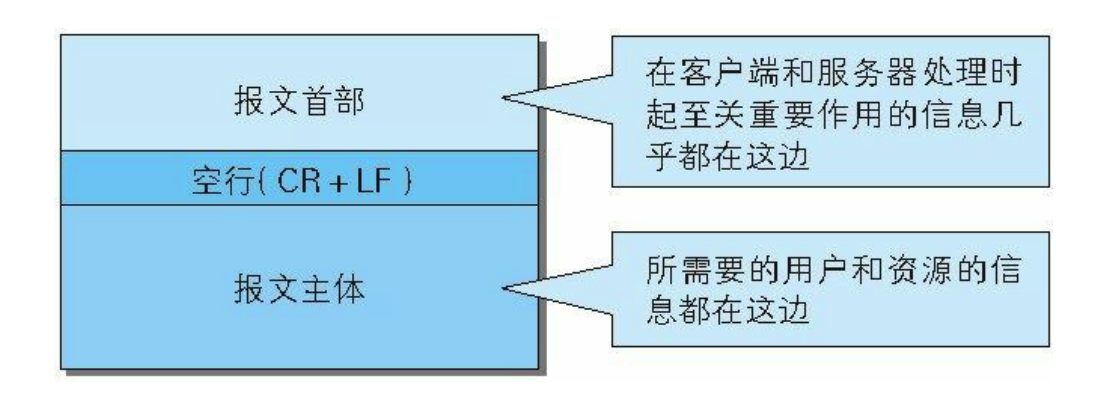 报文首部
在客户端和服务器处理时
起至关重要作用的信息几
乎都在这边
空行(CR+LF)
报文主体
所需要的用户和资源的信
息都在这边